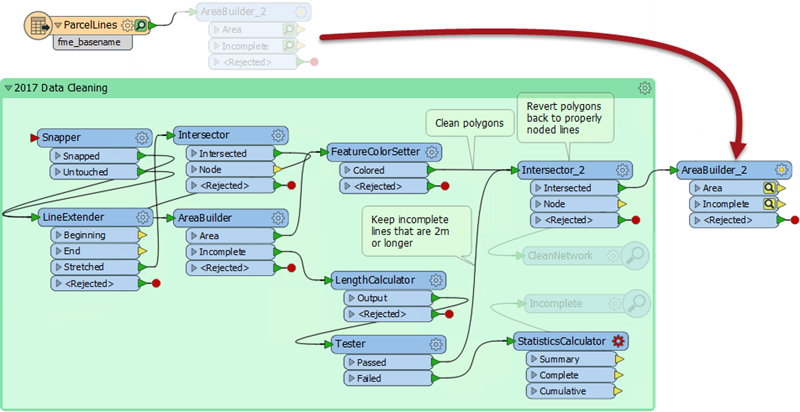 ParcelLines
fme_basename
AreaBuilder_2
Area
Incomplete
<Rejected>
2017 Data Cleaning
Snapper
Snapped
Untouched
Intersector
Intersected
Node
<Rejected>
FeatureColorSetter
Colored
<Rejected>
Clean polygons
Revert polygons
back to properly
noded lines
Intersector_2
Intersected
Node
<Rejected>
AreaBuilder_2
Area
Incomplete
<Rejected>
LineExtender
Beginning
End
Stretched
<Rejected>
AreaBuilder
Area
Incomplete
<Rejected>
Keep incomplete
lines that are 2m
or longer
CleanNetwork
LengthCalculator
Output
<Rejected>
Incomplete
Tester
Passed
Failed
StatisticsCalculator
Summary
Complete
Cumulative